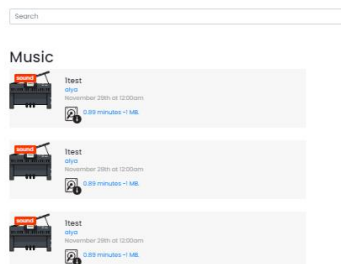 Search
Music
sound
1test
alya
November 29th at 12:00am
0.89 minutes -1 MB.
sound
1test
alya
November 29th at 12:00am
0.89 minutes -1 MB.
sound
1test
alya
November 29th at 12:00am
0.89 minutes -1 MB.